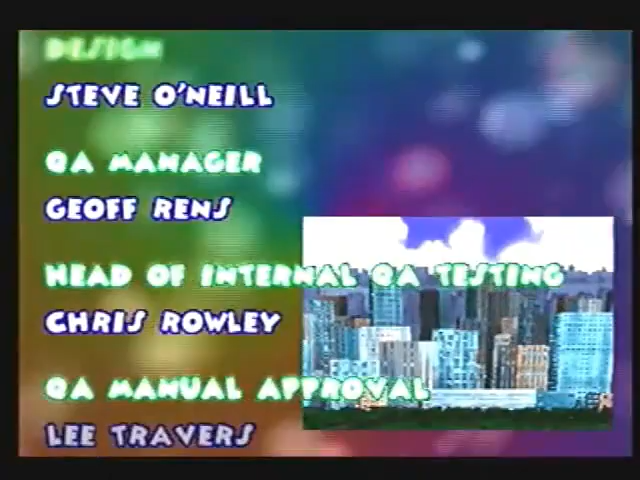 DESIGN
STEVE O'NEILL
QA MANAGER
GEOFF RENS
HEAD OF INTERNAL QA TESTING
CHRIS ROWLEY
QA MANUAL APPROVAL
LEE TRAVERS